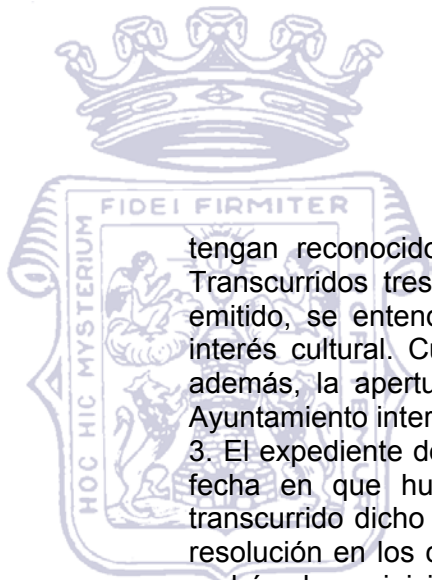 FIDEI FIRMITER
HOC HIC MYSTERIUM
tengan reconocido
Transcurridos tres
emitido, se entend
interés cultural. Cu
además, la apertu
Ayuntamiento inter
3. El expediente de
fecha en que hu
transcurrido dicho
resolución en los c